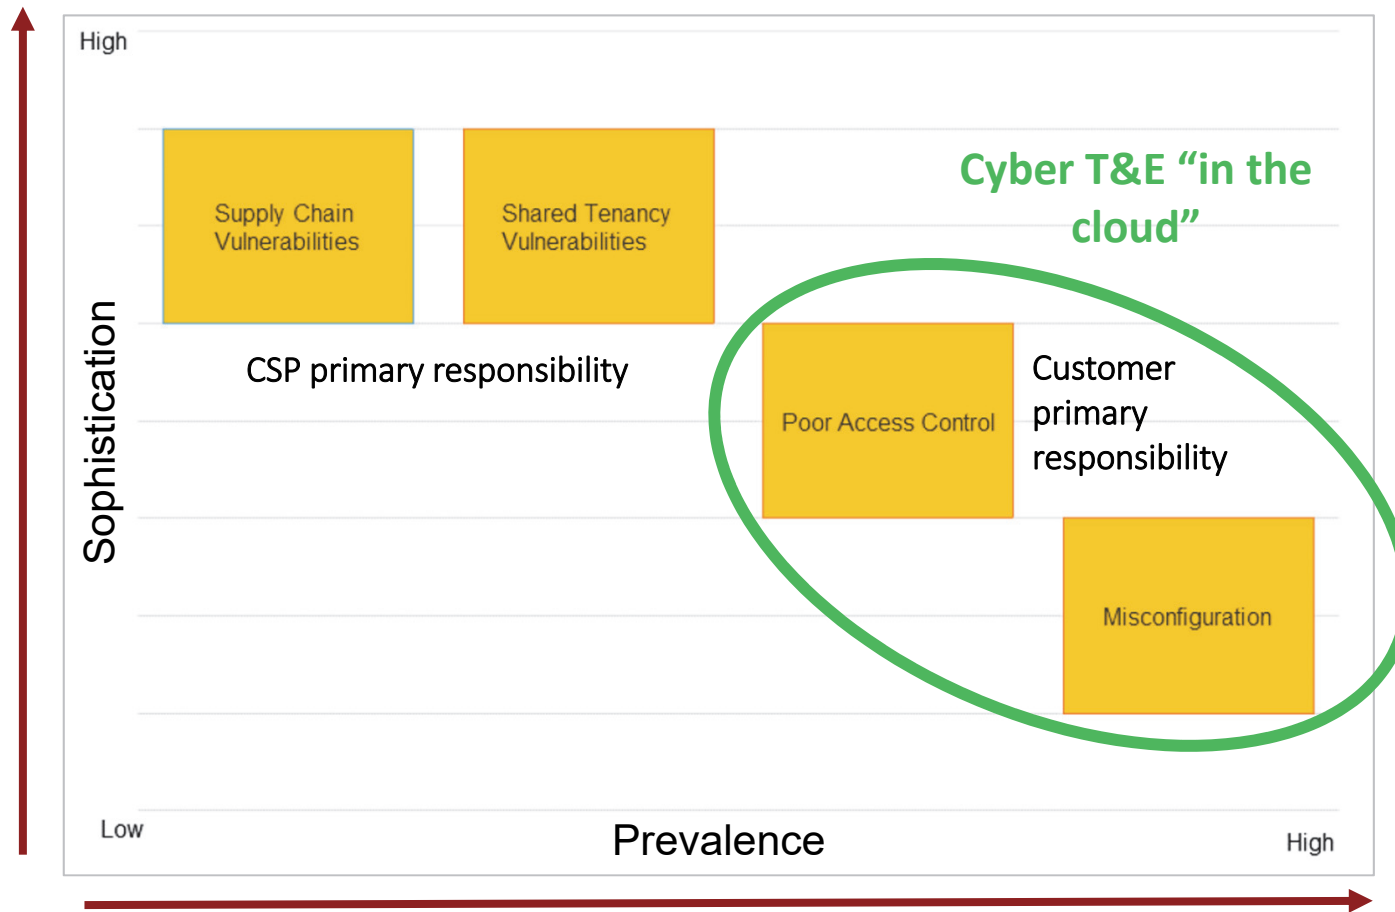 High
Cyber T&E “in the
cloud”
Supply Chain
Vulnerabilities
Shared Tenancy
Vulnerabilities
CSP primary responsibility
Customer
primary
responsibility
Poor Access Control
Misconfiguration
Sophistication
Low
Prevalence
High